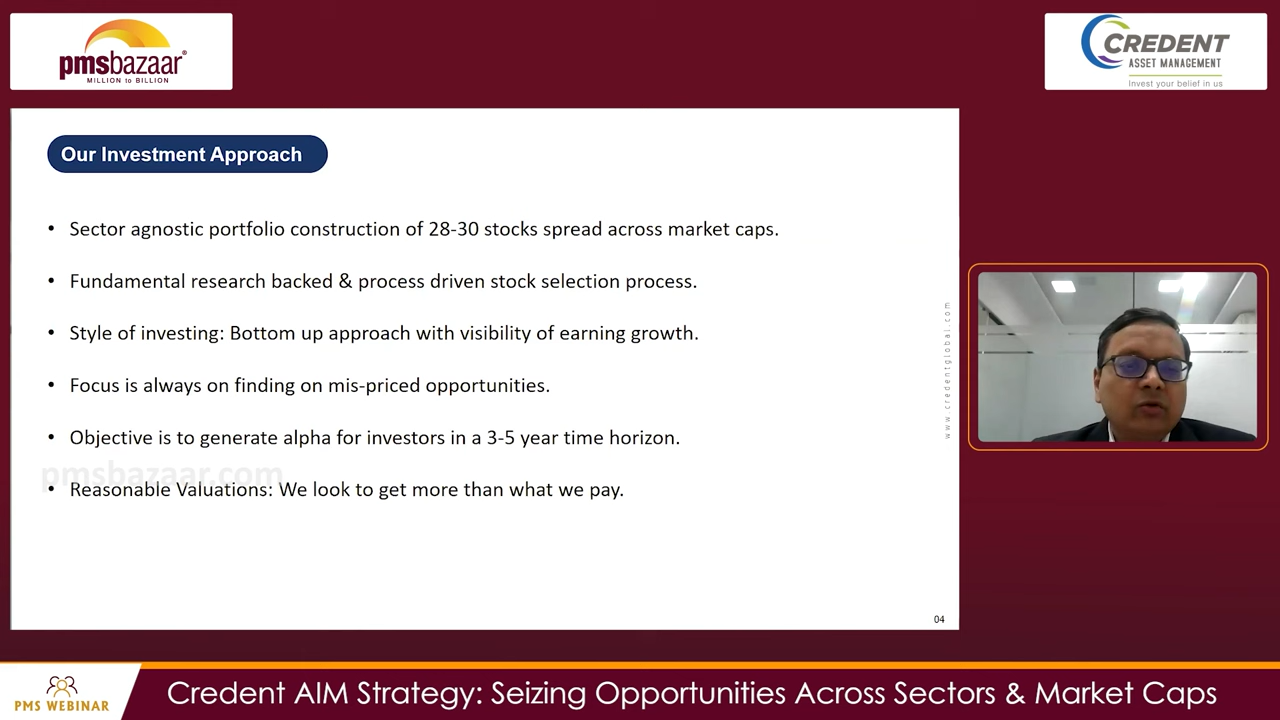 pmsbazaar®
MILLION to BILLION
CREDENT
ASSET MANAGEMENT
Invest your belief in us
Our Investment Approach
• Sector agnostic portfolio construction of 28-30 stocks spread across market caps.
• Fundamental research backed & process driven stock selection process.
• Style of investing: Bottom up approach with visibility of earning growth.
• Focus is always on finding on mis-priced opportunities.
• Objective is to generate alpha for investors in a 3-5 year time horizon.
pmsbazaar.com
• Reasonable Valuations: We look to get more than what we pay.
www.credentglobal.com
04
PMS WEBINAR
Credent AIM Strategy: Seizing Opportunities Across Sectors & Market Caps